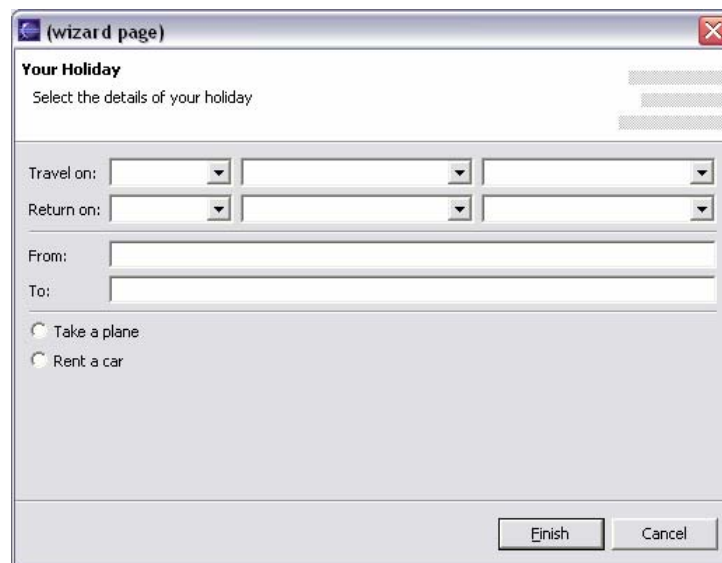 (wizard page)
Your Holiday
Select the details of your holiday
Travel on:
Return on:
From:
To:
Take a plane
Rent a car
Finish Cancel